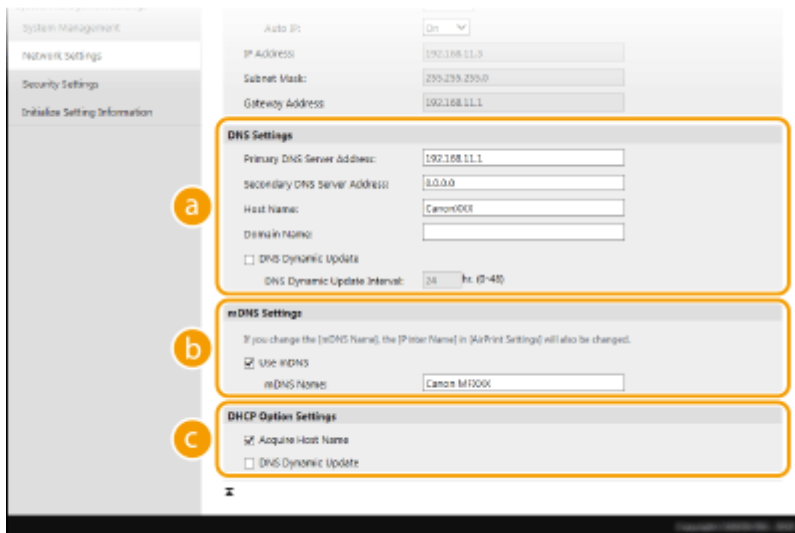 System Management
Network Settings
Security Settings
Initialize Setting Information
Auto IP:
On
IP Address:
192.168.11.3
Subnet Mask:
255.255.255.0
Gateway Address:
192.168.11.1
a
DNS Settings
Primary DNS Server Address:
192.168.11.1
Secondary DNS Server Address:
0.0.0.0
Host Name:
CanonXXX
Domain Name:
DNS Dynamic Update
DNS Dynamic Update Interval:
24 hr. (0-48)
b
mDNS Settings
If you change the [mDNS Name], the [Printer Name] in [AirPrint Settings] will also be changed.
Use mDNS
mDNS Name:
Canon MFXXX
c
DHCP Option Settings
Acquire Host Name
DNS Dynamic Update